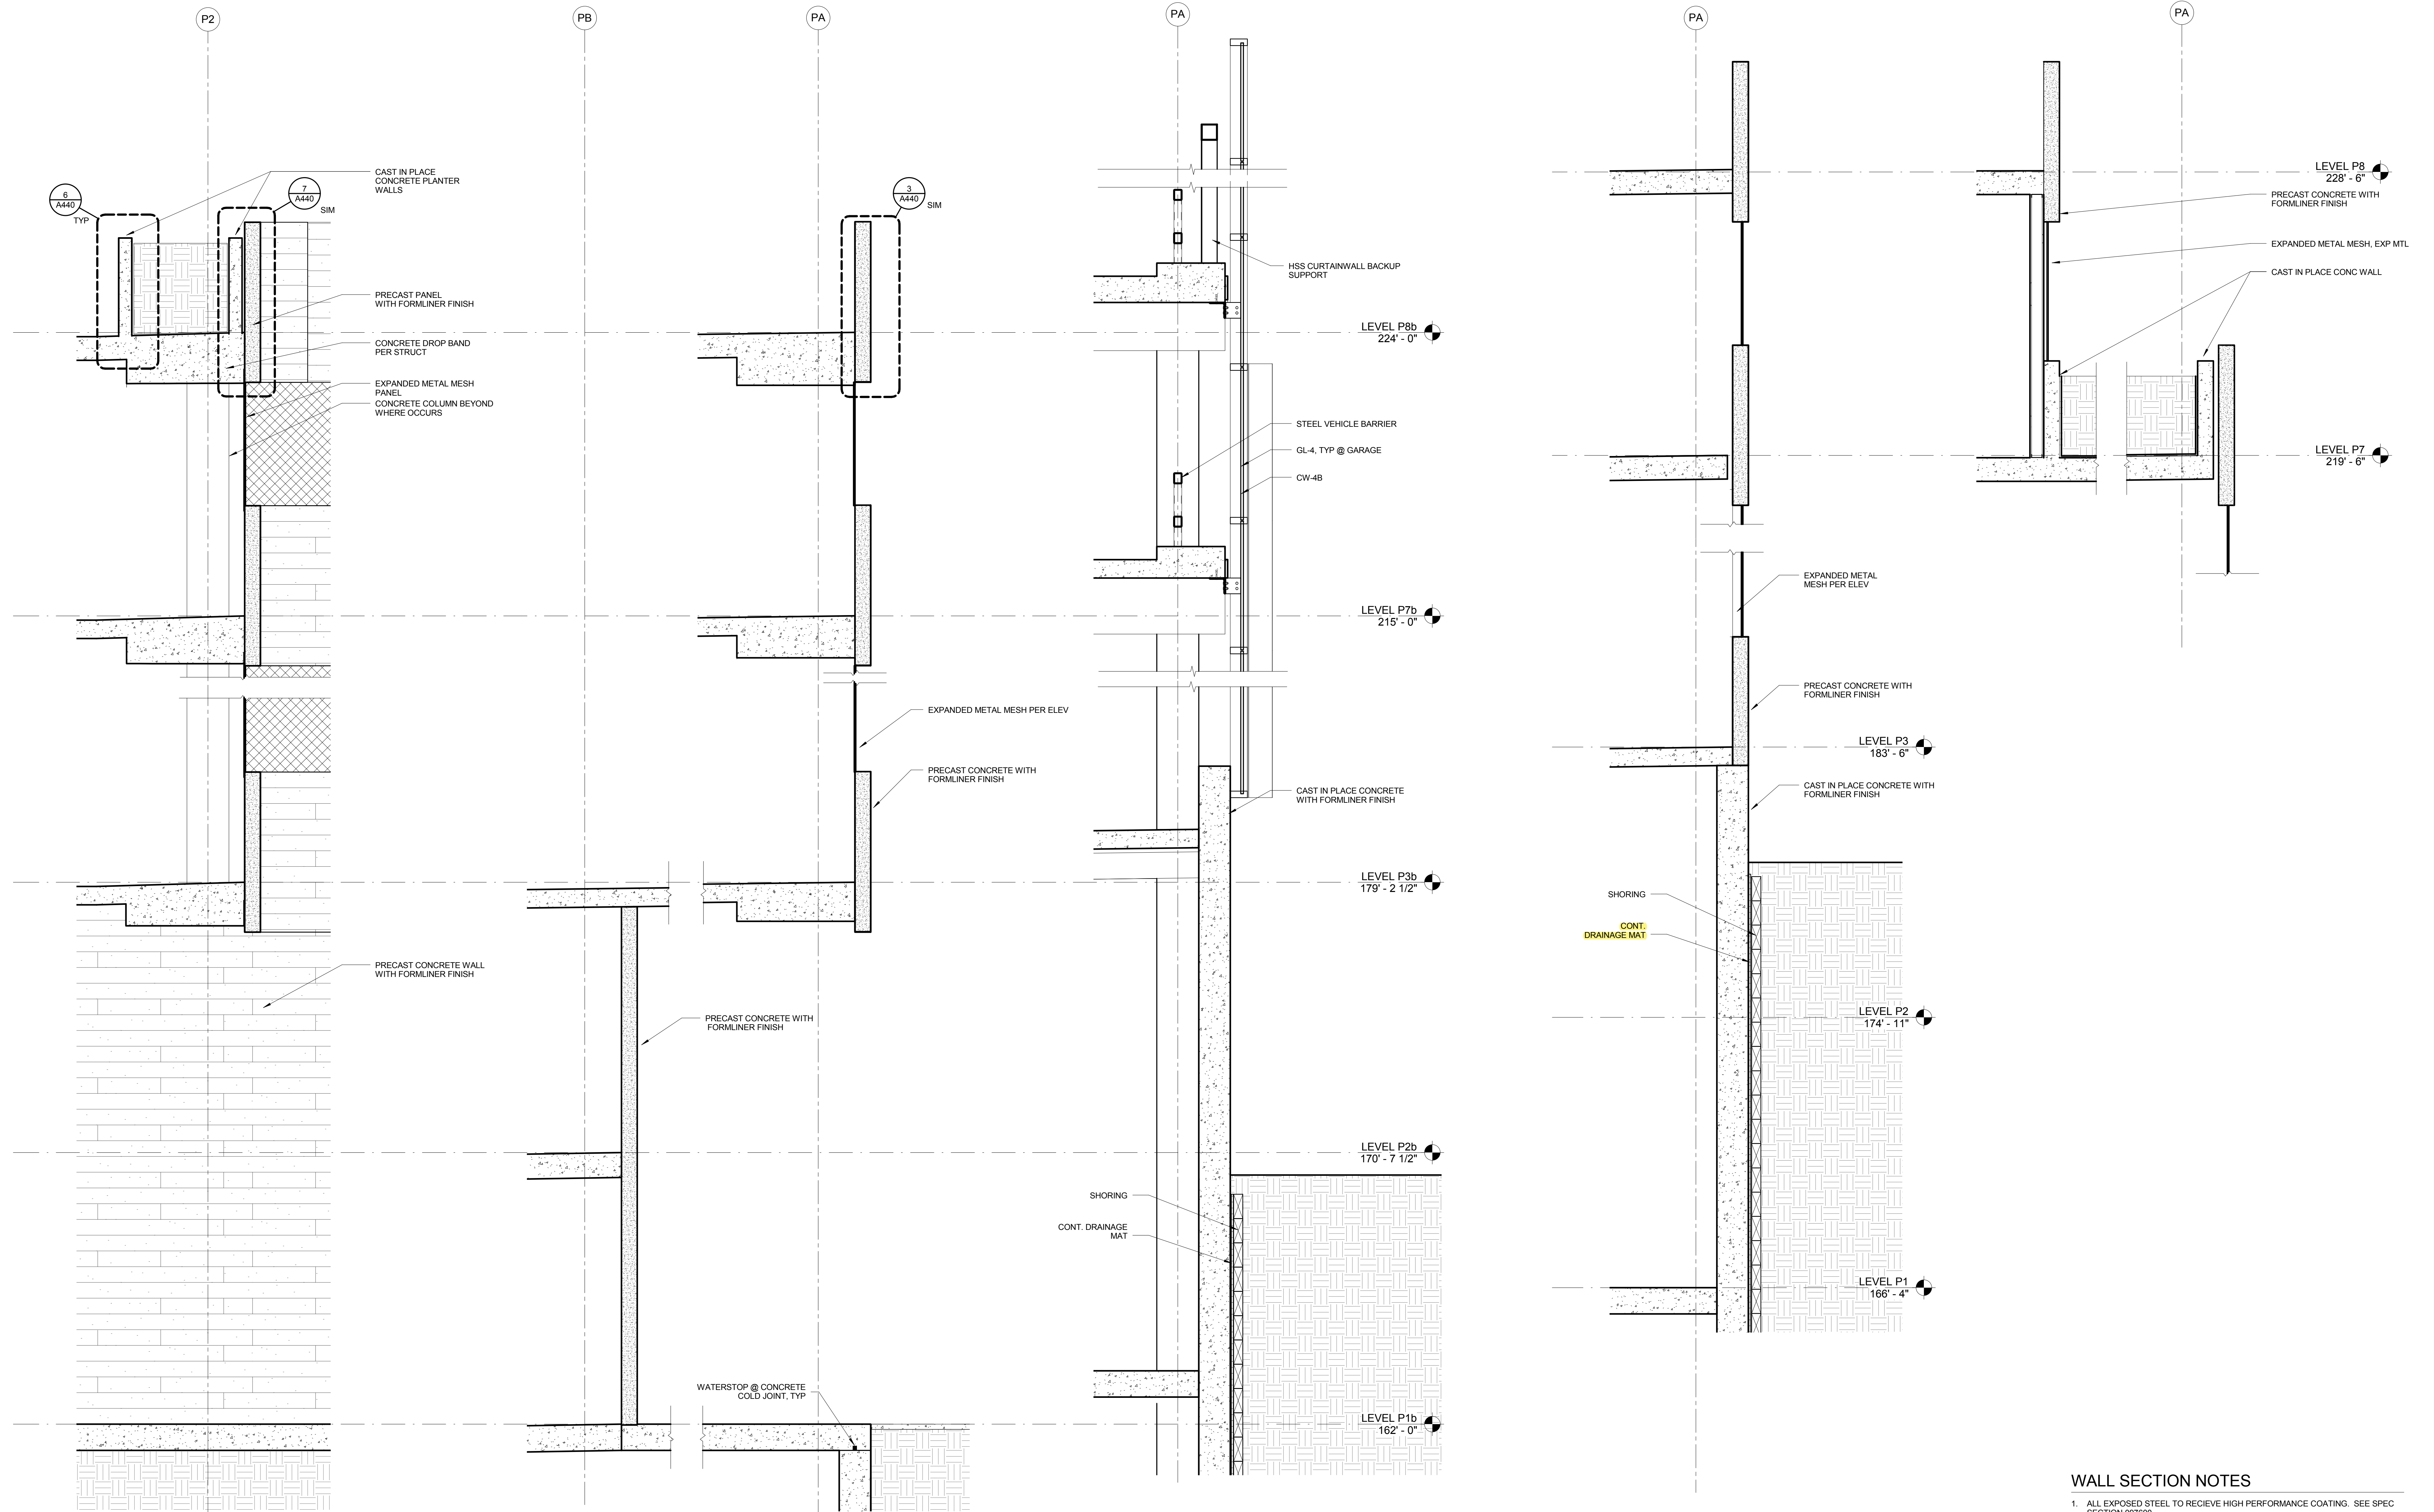 P2
PB
PA
PA
PA
PA
6
A440
TYP
7
A440
SIM
CAST IN PLACE
CONCRETE PLANTER
WALLS
PRECAST PANEL
WITH FORMLINER FINISH
CONCRETE DROP BAND
PER STRUCT
EXPANDED METAL MESH
PANEL
CONCRETE COLUMN BEYOND
WHERE OCCURS
PRECAST CONCRETE WALL
WITH FORMLINER FINISH
3
A440
SIM
EXPANDED METAL MESH PER ELEV
PRECAST CONCRETE WITH
FORMLINER FINISH
PRECAST CONCRETE WITH
FORMLINER FINISH
WATERSTOP @ CONCRETE
COLD JOINT, TYP
HSS CURTAINWALL BACKUP
SUPPORT
LEVEL P8b
224' - 0"
STEEL VEHICLE BARRIER
GL-4, TYP @ GARAGE
CW-4B
LEVEL P7b
215' - 0"
CAST IN PLACE CONCRETE
WITH FORMLINER FINISH
LEVEL P3b
179' - 2 1/2"
LEVEL P2b
170' - 7 1/2"
SHORING
CONT. DRAINAGE
MAT
LEVEL P1b
162' - 0"
EXPANDED METAL
MESH PER ELEV
PRECAST CONCRETE WITH
FORMLINER FINISH
LEVEL P3
183' - 6"
CAST IN PLACE CONCRETE WITH
FORMLINER FINISH
SHORING
CONT.
DRAINAGE MAT
LEVEL P2
174' - 11"
LEVEL P1
166' - 4"
LEVEL P8
228' - 6"
PRECAST CONCRETE WITH
FORMLINER FINISH
EXPANDED METAL MESH, EXP MTL
CAST IN PLACE CONC WALL
LEVEL P7
219' - 6"
WALL SECTION NOTES
1. ALL EXPOSED STEEL TO RECIEVE HIGH PERFORMANCE COATING. SEE SPEC